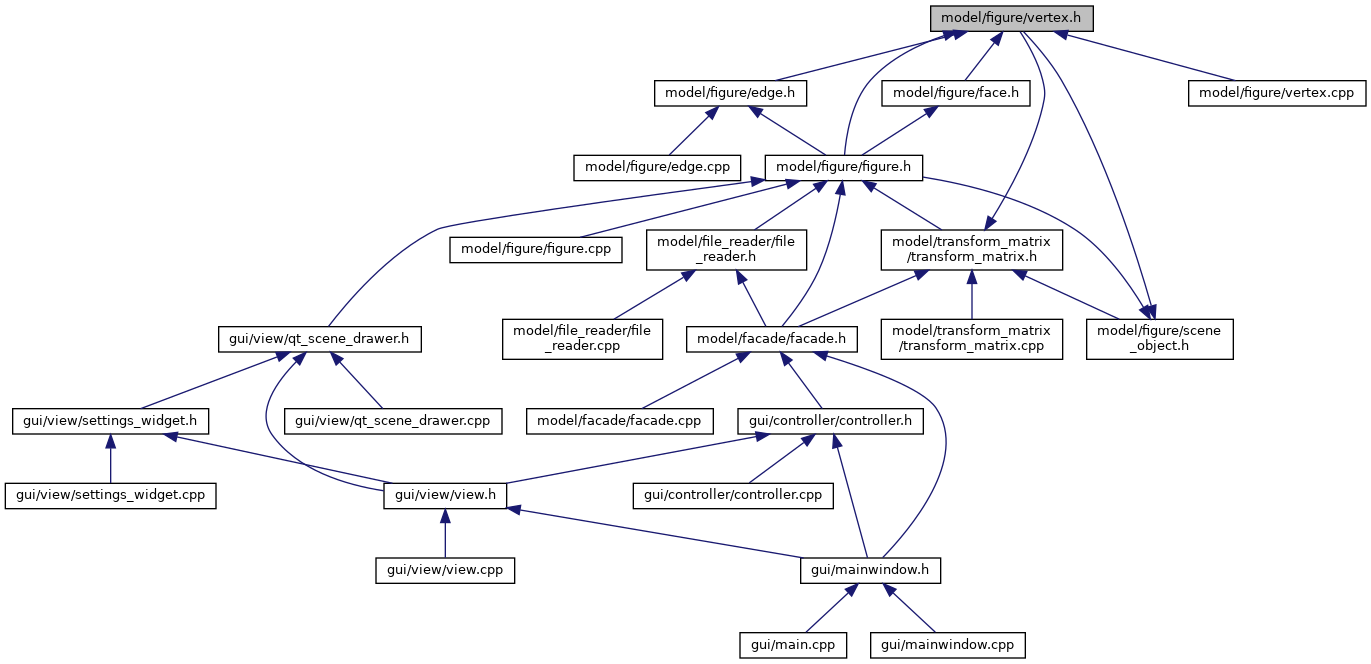 model/figure/vertex.h
model/figure/edge.h
model/figure/face.h
model/figure/vertex.cpp
model/figure/edge.cpp
model/figure/figure.h
model/figure/figure.cpp
model/file_reader/file
_reader.h
model/transform_matrix
/transform_matrix.h
gui/view/qt_scene_drawer.h
model/file_reader/file
_reader.cpp
model/facade/facade.h
model/transform_matrix
/transform_matrix.cpp
model/figure/scene
_object.h
gui/view/settings_widget.h
gui/view/qt_scene_drawer.cpp
model/facade/facade.cpp
gui/controller/controller.h
gui/view/settings_widget.cpp
gui/view/view.h
gui/controller/controller.cpp
gui/view/view.cpp
gui/mainwindow.h
gui/main.cpp
gui/mainwindow.cpp